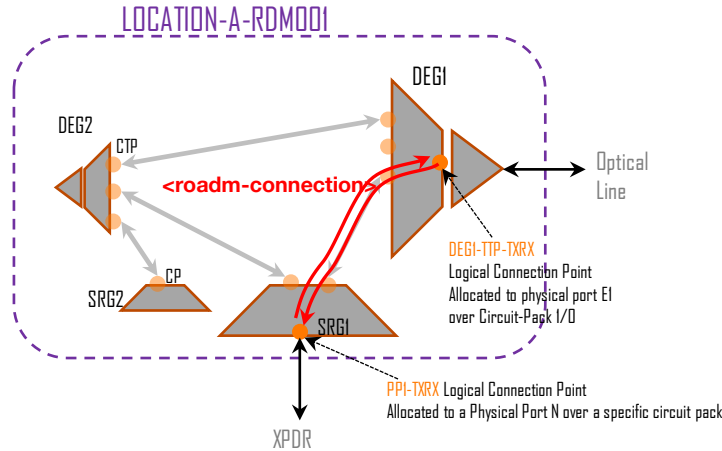 LOCATION-A-RDM001
DEG1
DEG2
CTP
<roadm-connection>
Optical
Line
DEG1-TTP-TXRX
Logical Connection Point
Allocated to physical port E1
over Circuit-Pack 1/0
CP
SRG2
SRG1
PP1-TXRX Logical Connection Point
Allocated to a Physical Port N over a specific circuit pack
XPDR